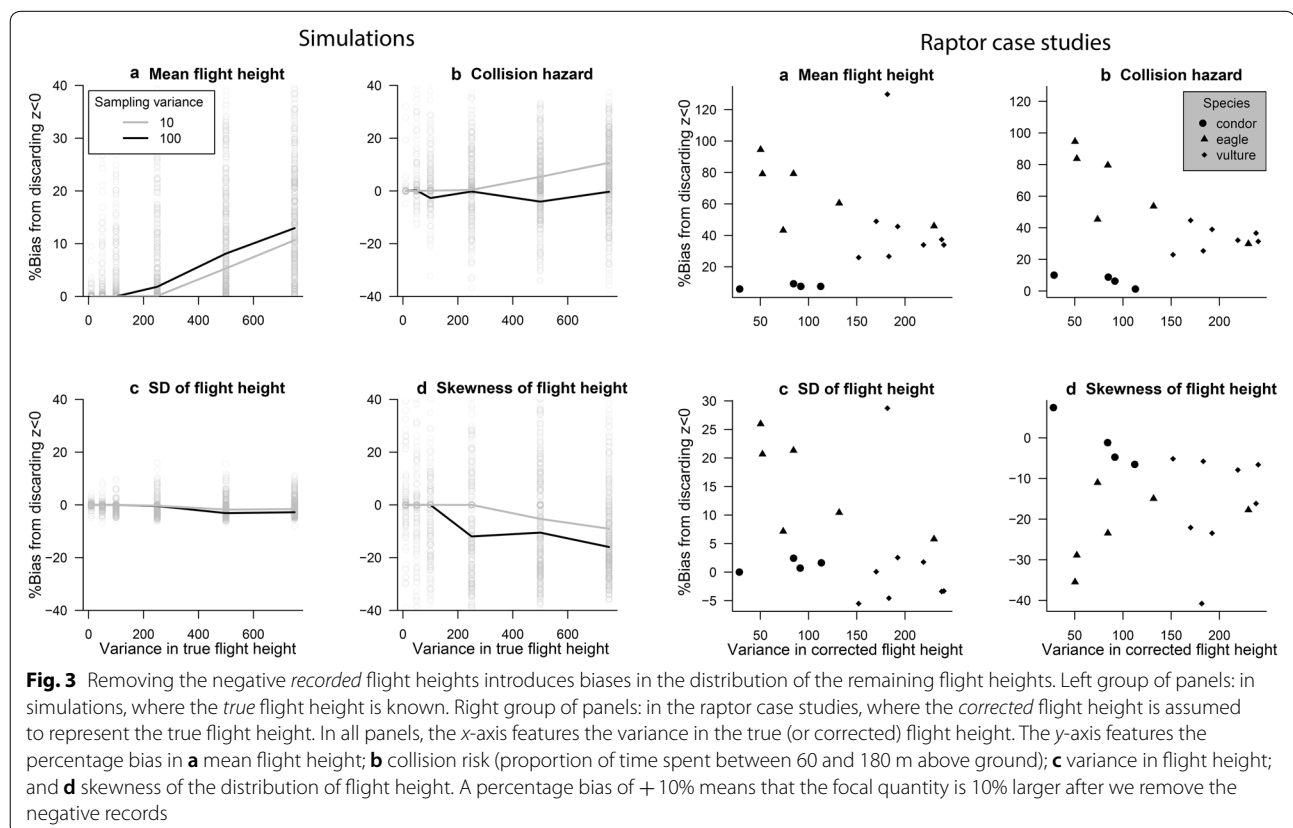 Simulations
a Mean flight height
%Bias from discarding z<0
40
30
20
10
0
0 200 400 600
Sampling variance
10
100
b Collision hazard
40
20
0
−20
−40
0 200 400 600
c SD of flight height
%Bias from discarding z<0
40
20
0
−20
−40
0 200 400 600
Variance in true flight height
d Skewness of flight height
40
20
0
−20
−40
0 200 400 600
Variance in true flight height
Raptor case studies
a Mean flight height
%Bias from discarding z<0
120
100
80
60
40
20
50 100 150 200
b Collision hazard
120
100
80
60
40
20
0
50 100 150 200
Species
condor
eagle
vulture
c SD of flight height
%Bias from discarding z<0
30
25
20
15
10
5
0
−5
50 100 150 200
Variance in corrected flight height
d Skewness of flight height
0
−10
−20
−30
−40
50 100 150 200
Variance in corrected flight height
Fig. 3 Removing the negative recorded flight heights introduces biases in the distribution of the remaining flight heights. Left group of panels: in
simulations, where the true flight height is known. Right group of panels: in the raptor case studies, where the corrected flight height is assumed
to represent the true flight height. In all panels, the x-axis features the variance in the true (or corrected) flight height. The y-axis features the
percentage bias in a mean flight height; b collision risk (proportion of time spent between 60 and 180 m above ground); c variance in flight height;
and d skewness of the distribution of flight height. A percentage bias of + 10% means that the focal quantity is 10% larger after we remove the
negative records